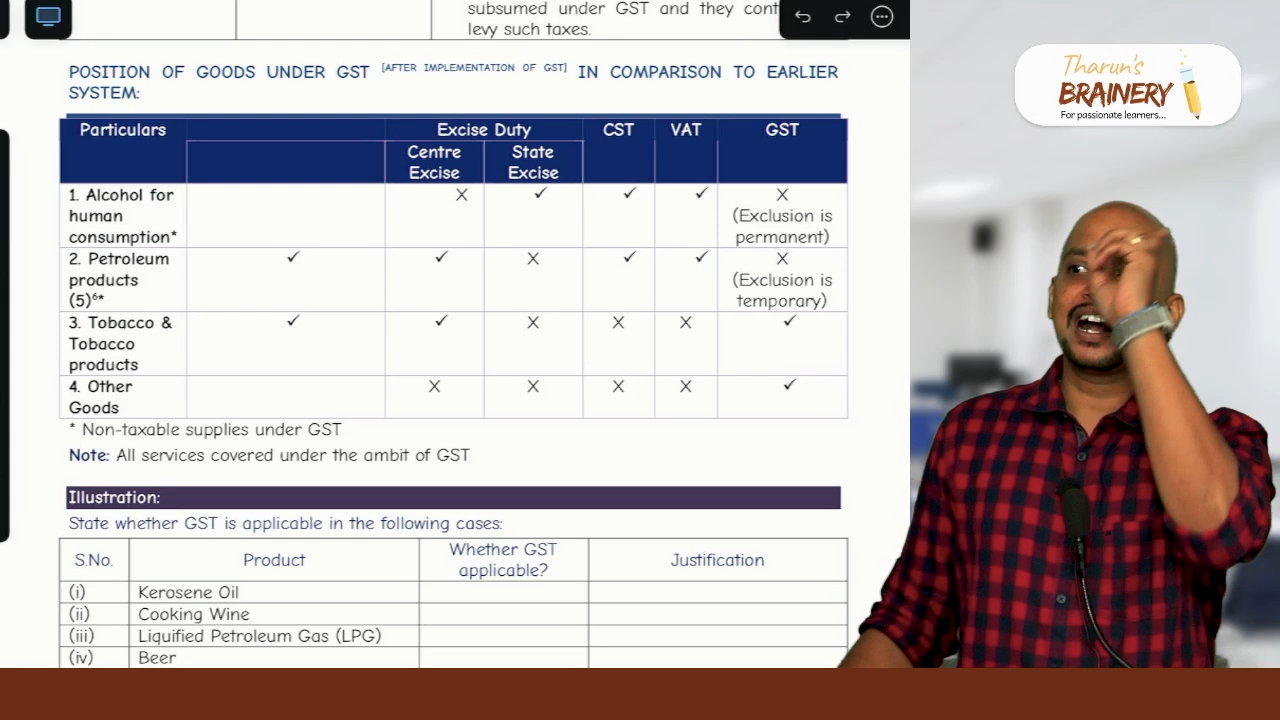 subsumed under GST and they cont
levy such taxes.
POSITION OF GOODS UNDER GST [AFTER IMPLEMENTATION OF GST] IN COMPARISON TO EARLIER
SYSTEM:
Particulars Excise Duty CST VAT GST
Centre Excise State Excise
1. Alcohol for human consumption* X ✓ ✓ ✓ X (Exclusion is permanent)
2. Petroleum products (5)⁶* ✓ ✓ X ✓ ✓ X (Exclusion is temporary)
3. Tobacco & Tobacco products ✓ ✓ X X X ✓
4. Other Goods X X X X ✓
* Non-taxable supplies under GST
Note: All services covered under the ambit of GST
Illustration:
State whether GST is applicable in the following cases:
S.No. Product Whether GST applicable? Justification
(i) Kerosene Oil
(ii) Cooking Wine
(iii) Liquified Petroleum Gas (LPG)
(iv) Beer
Tharun's
BRAINERY
For passionate learners...